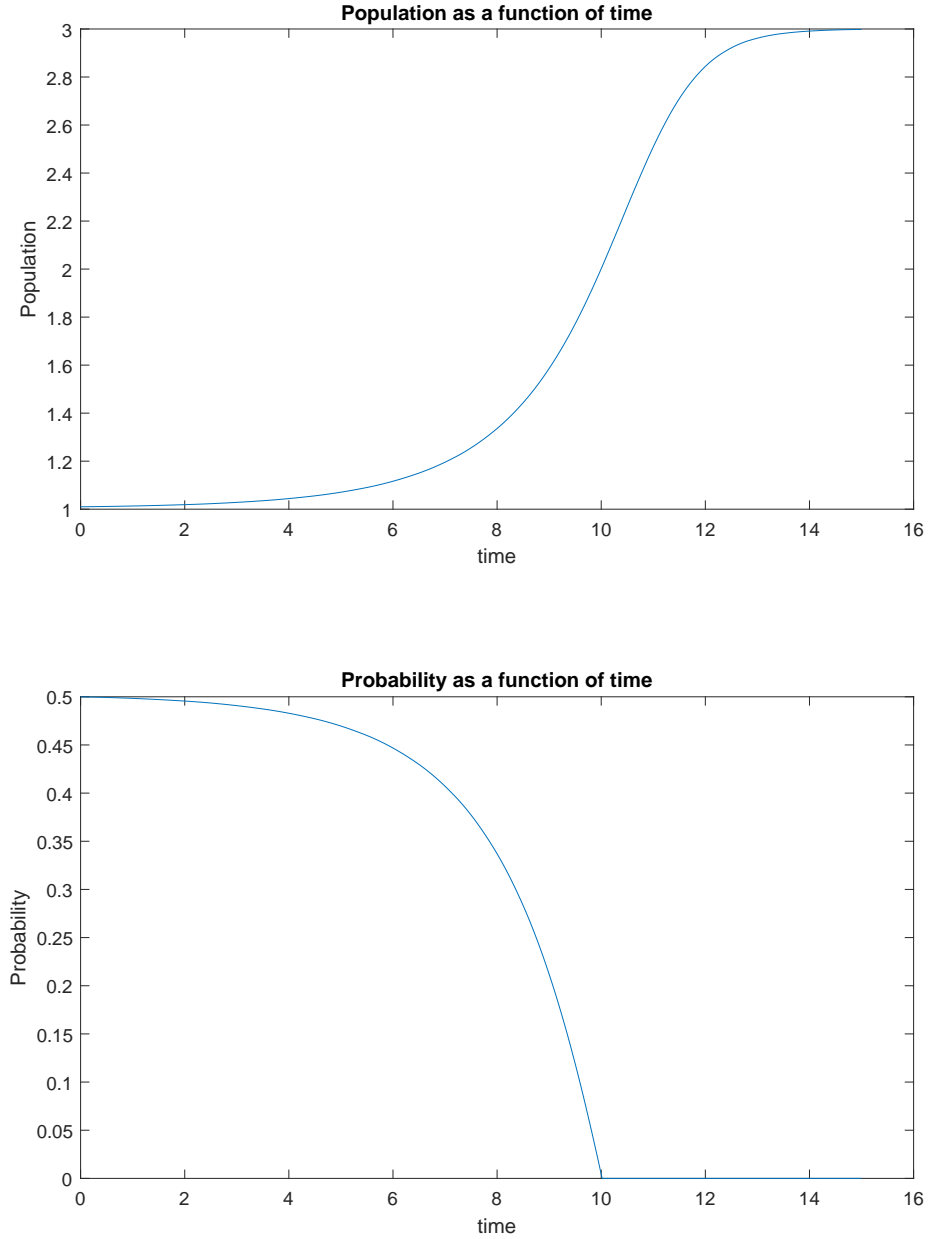 Population as a function of time
3
2.8
2.6
2.4
2.2
2
1.8
1.6
1.4
1.2
1
Population
0 2 4 6 8 10 12 14 16
time
Probability as a function of time
0.5
0.45
0.4
0.35
0.3
0.25
0.2
0.15
0.1
0.05
0
Probability
0 2 4 6 8 10 12 14 16
time